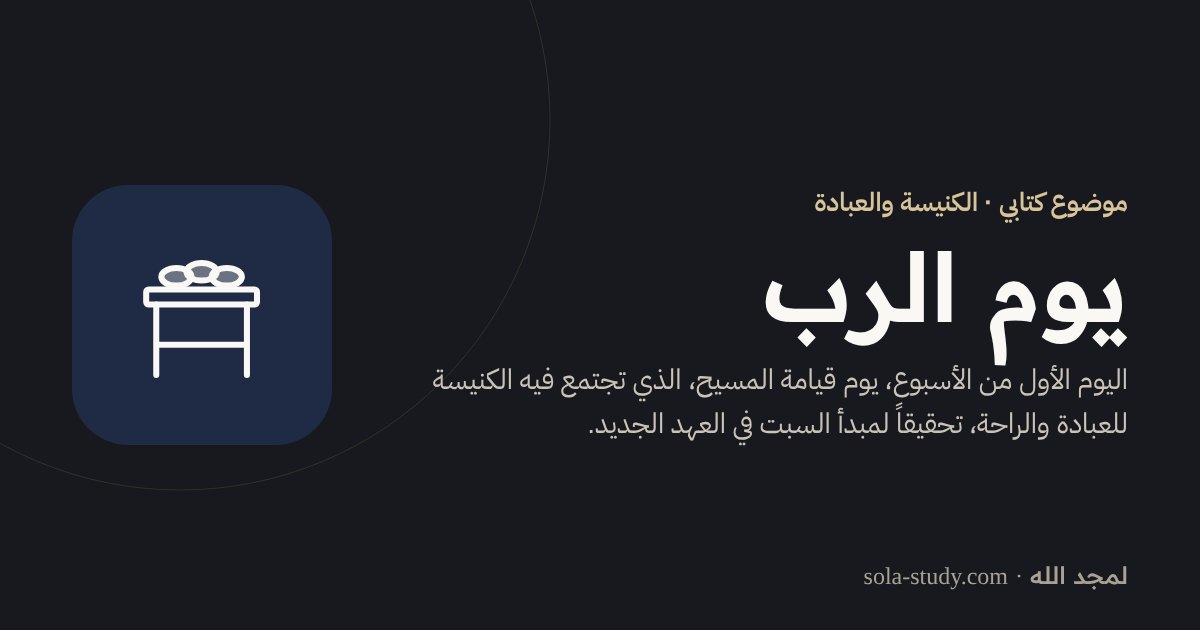 موضوع كتابي · الكنيسة والعبادة
يوم الرب
اليوم الأول من الأسبوع، يوم قيامة المسيح، الذي تجتمع فيه الكنيسة
للعبادة والراحة، تحقيقاً لمبدأ السبت في العهد الجديد.
لمجد الله · sola-study.com